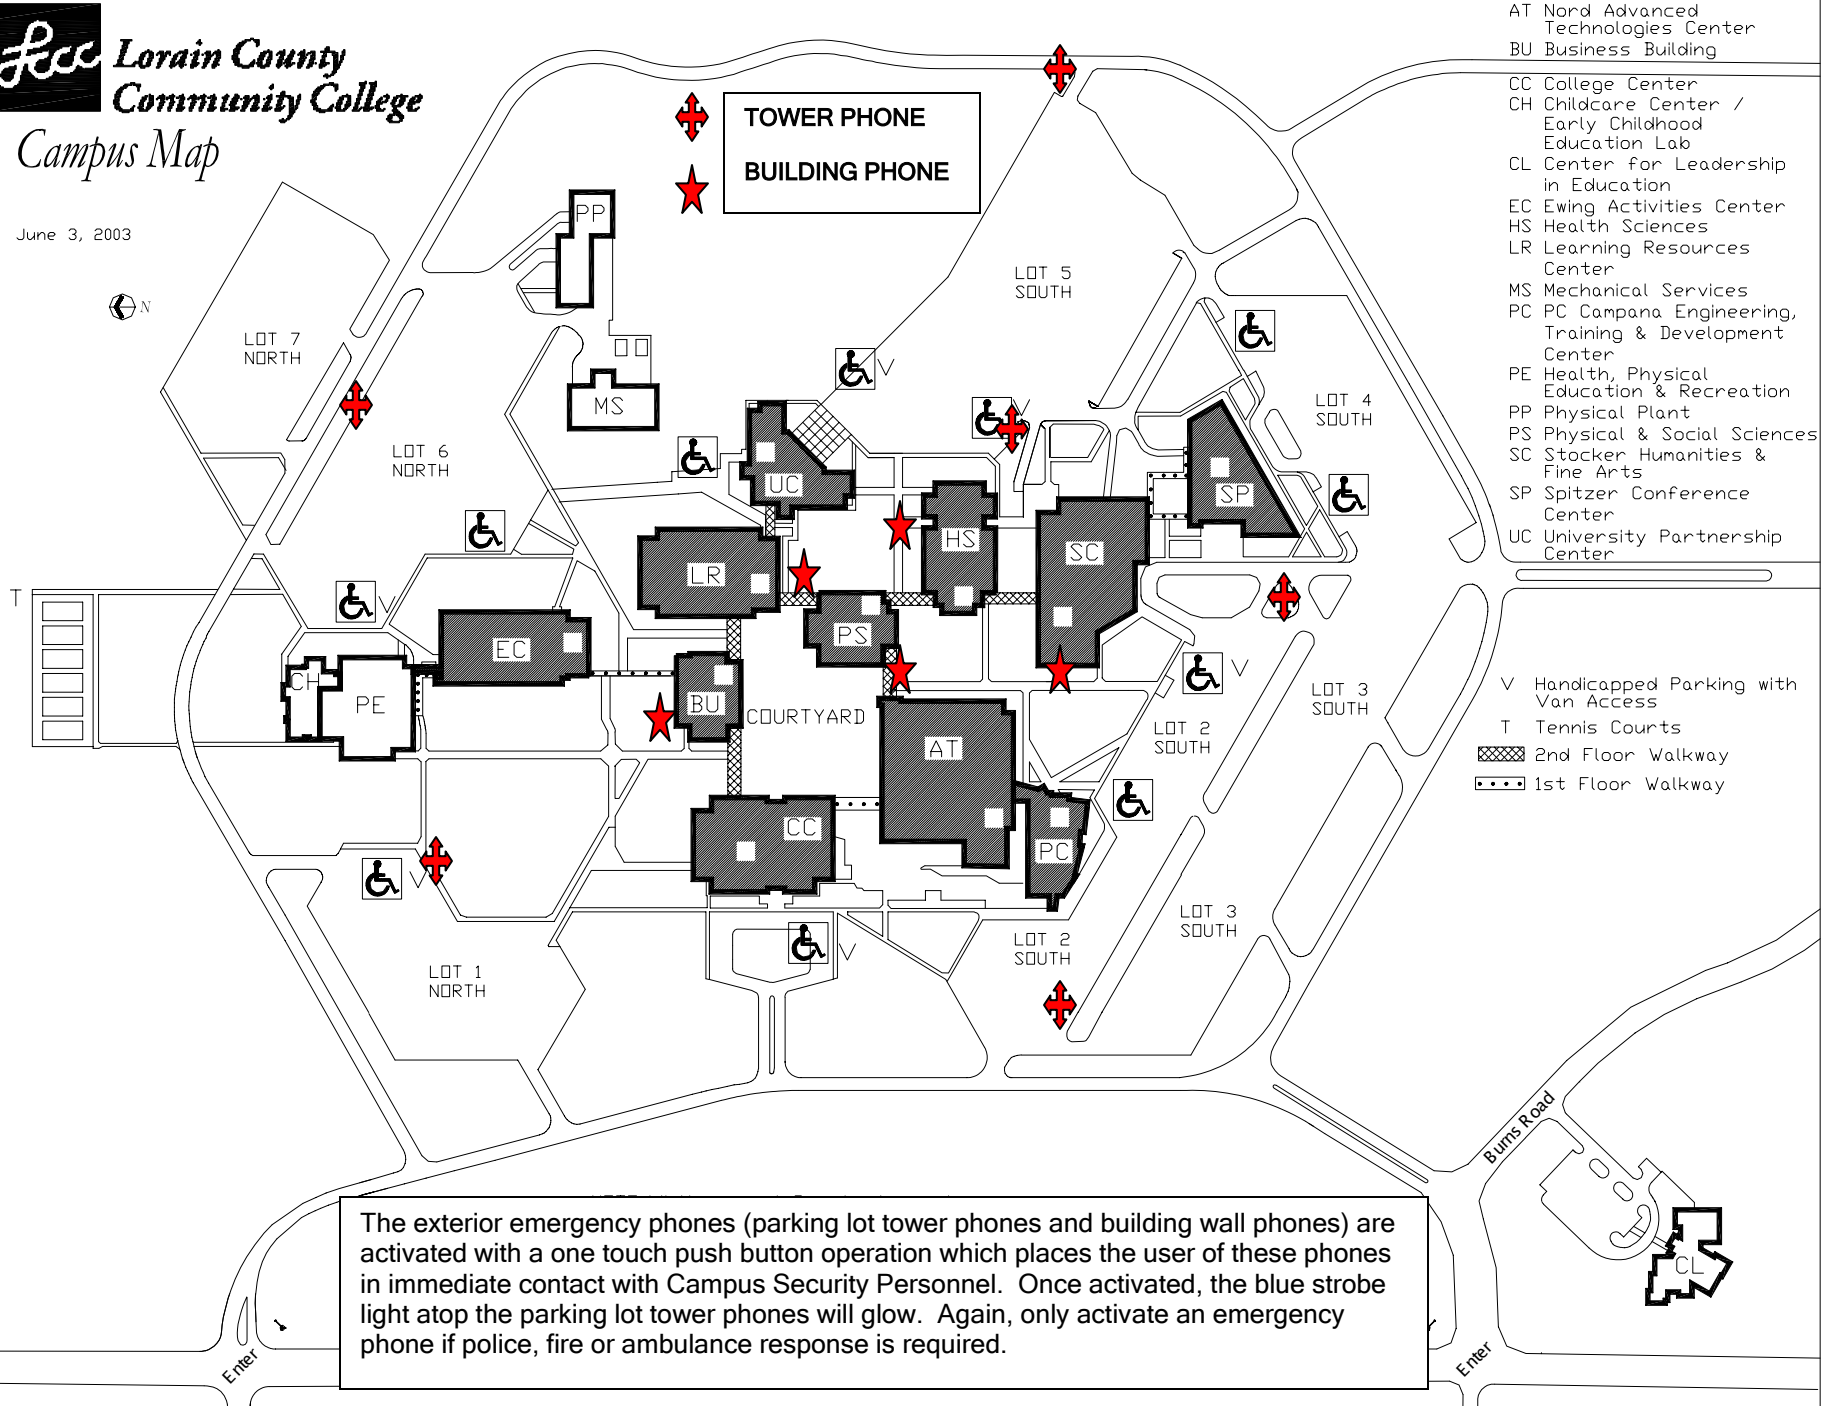 lccc
Lorain County
Community College
Campus Map
June 3, 2003
N
TOWER PHONE
BUILDING PHONE
AT Nord Advanced
Technologies Center
BU Business Building
CC College Center
CH Childcare Center /
Early Childhood
Education Lab
CL Center for Leadership
in Education
EC Ewing Activities Center
HS Health Sciences
LR Learning Resources
Center
MS Mechanical Services
PC PC Campana Engineering,
Training & Development
Center
PE Health, Physical
Education & Recreation
PP Physical Plant
PS Physical & Social Sciences
SC Stocker Humanities &
Fine Arts
SP Spitzer Conference
Center
UC University Partnership
Center
V Handicapped Parking with
Van Access
T Tennis Courts
2nd Floor Walkway
1st Floor Walkway
PP
LOT 5
SOUTH
LOT 7
NORTH
V
MS
LOT 4
SOUTH
V
LOT 6
NORTH
UC
SP
HS
SC
LR
T
V
PS
EC
CH
PE
BU
COURTYARD
V
LOT 3
SOUTH
LOT 2
SOUTH
AT
CC
PC
V
LOT 3
SOUTH
V
LOT 2
SOUTH
LOT 1
NORTH
Burns Road
CL
The exterior emergency phones (parking lot tower phones and building wall phones) are
activated with a one touch push button operation which places the user of these phones
in immediate contact with Campus Security Personnel. Once activated, the blue strobe
light atop the parking lot tower phones will glow. Again, only activate an emergency
phone if police, fire or ambulance response is required.
Enter
Enter